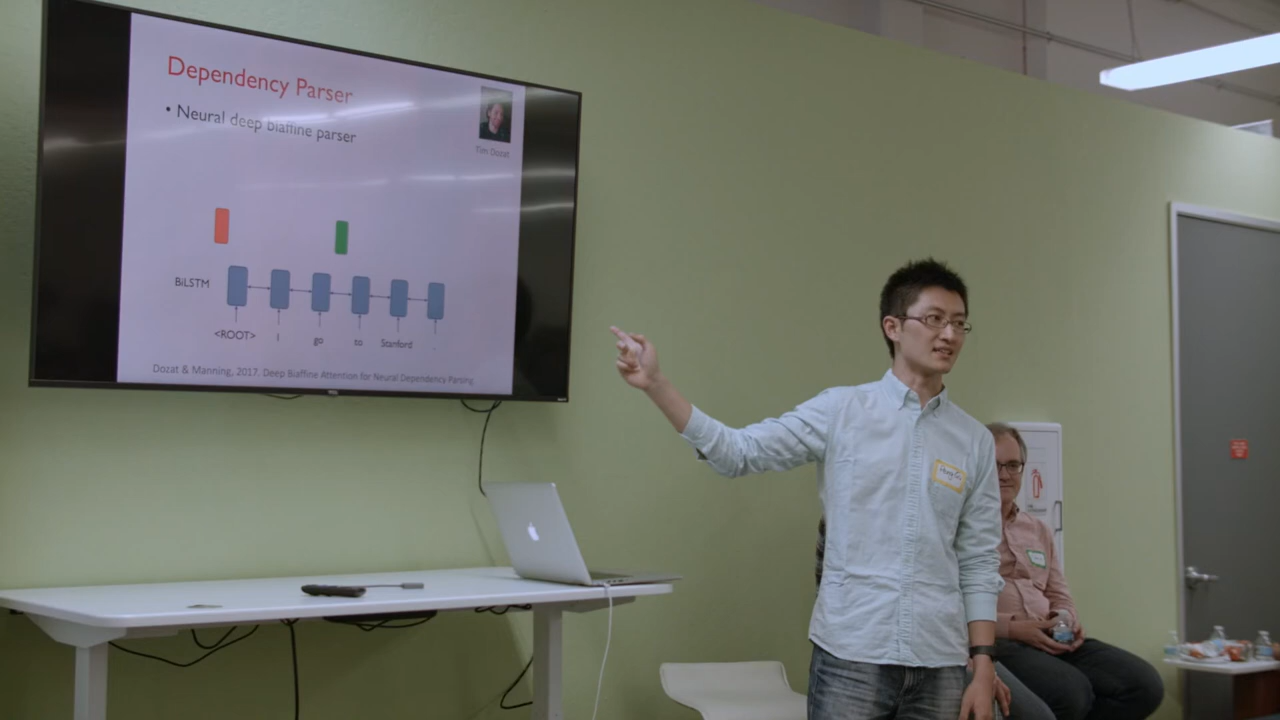 Dependency Parser
• Neural deep biaffine parser
Tim Dozat
BiLSTM
<ROOT> I go to Stanford .
Dozat & Manning, 2017. Deep Biaffine Attention for Neural Dependency Parsing.